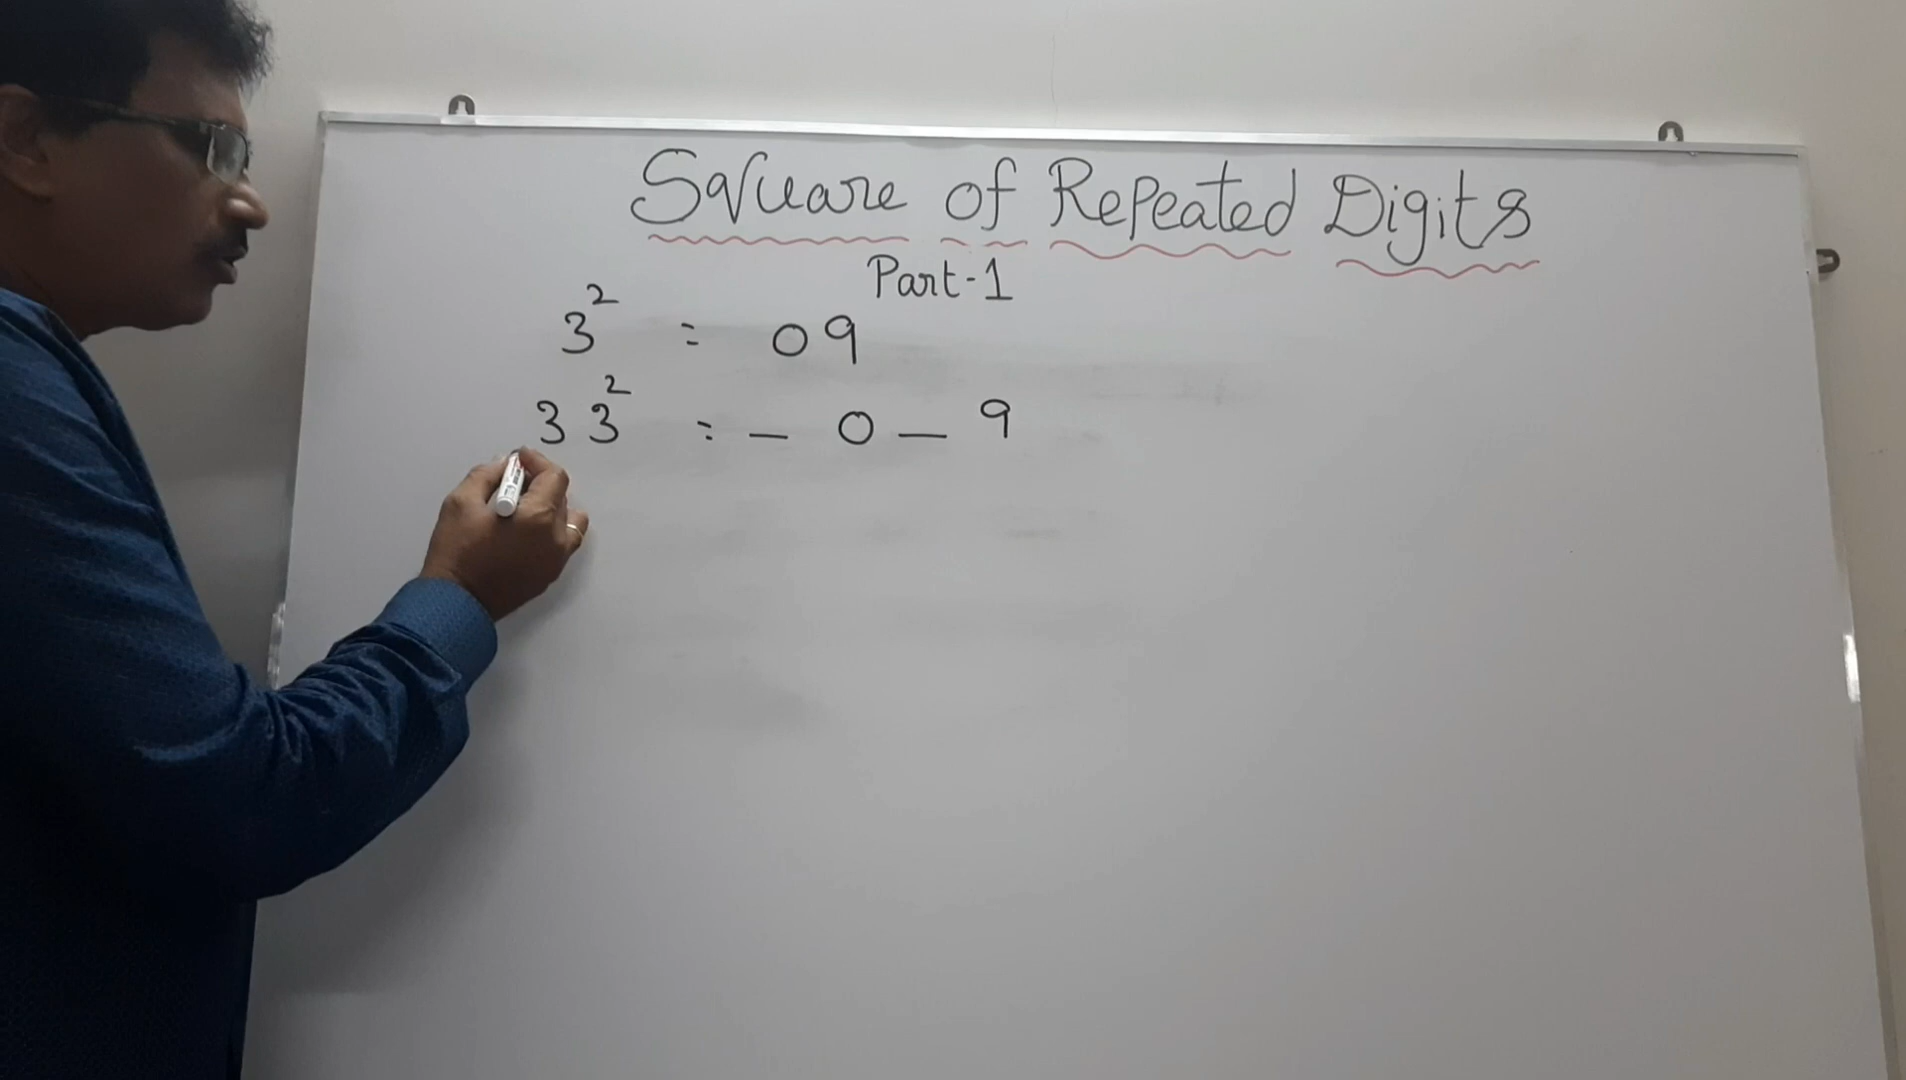 Square of Repeated Digits
Part-1
3² = 09
33² = _ 0 _ 9